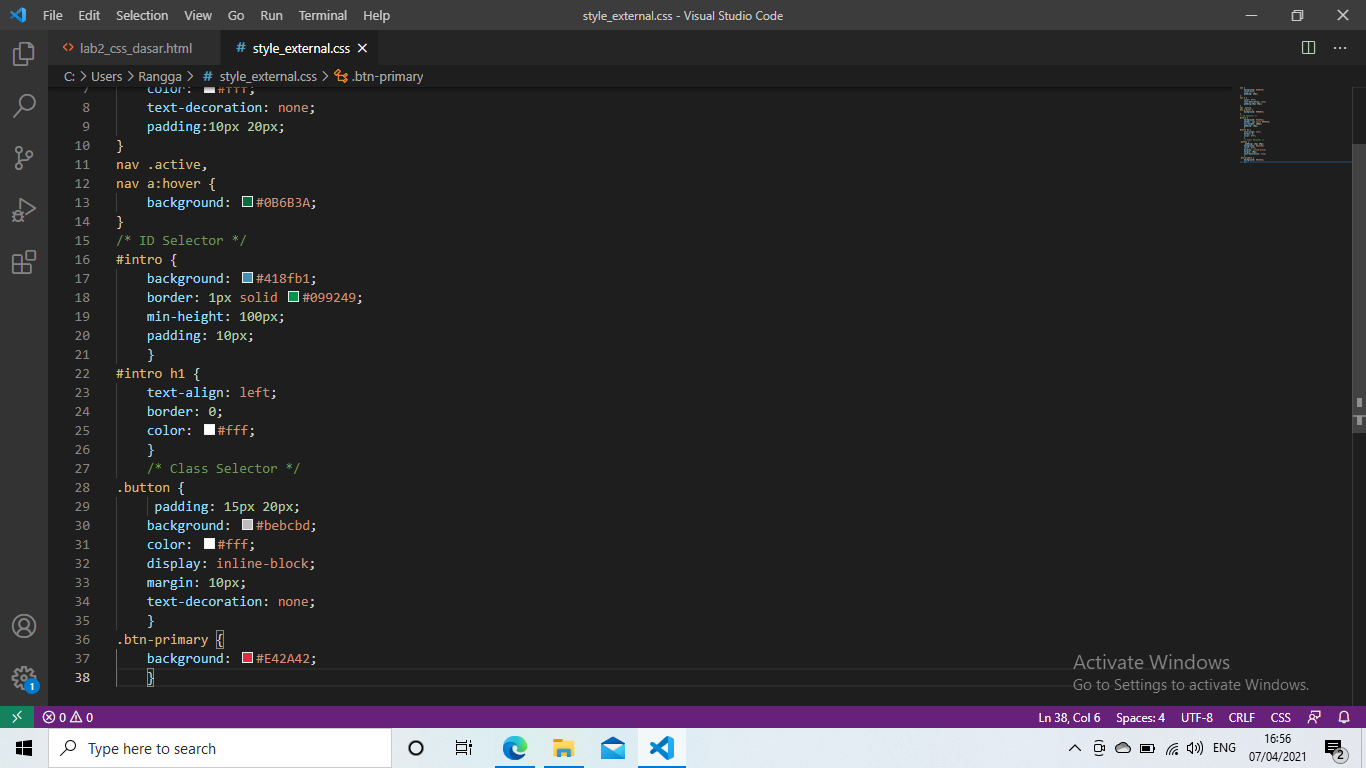 File Edit Selection View Go Run Terminal Help style_external.css - Visual Studio Code
lab2_css_dasar.html style_external.css
C: > Users > Rangga > # style_external.css > .btn-primary
7 color: #fff;
8 text-decoration: none;
9 padding:10px 20px;
10 }
11 nav .active,
12 nav a:hover {
13 background: #0B6B3A;
14 }
15 /* ID Selector */
16 #intro {
17 background: #418fb1;
18 border: 1px solid #099249;
19 min-height: 100px;
20 padding: 10px;
21 }
22 #intro h1 {
23 text-align: left;
24 border: 0;
25 color: #fff;
26 }
27 /* Class Selector */
28 .button {
29 padding: 15px 20px;
30 background: #bebcbd;
31 color: #fff;
32 display: inline-block;
33 margin: 10px;
34 text-decoration: none;
35 }
36 .btn-primary {
37 background: #E42A42;
38 }
Activate Windows
Go to Settings to activate Windows.
1
0 0 Ln 38, Col 6 Spaces: 4 UTF-8 CRLF CSS
Type here to search ENG 16:56
07/04/2021 2